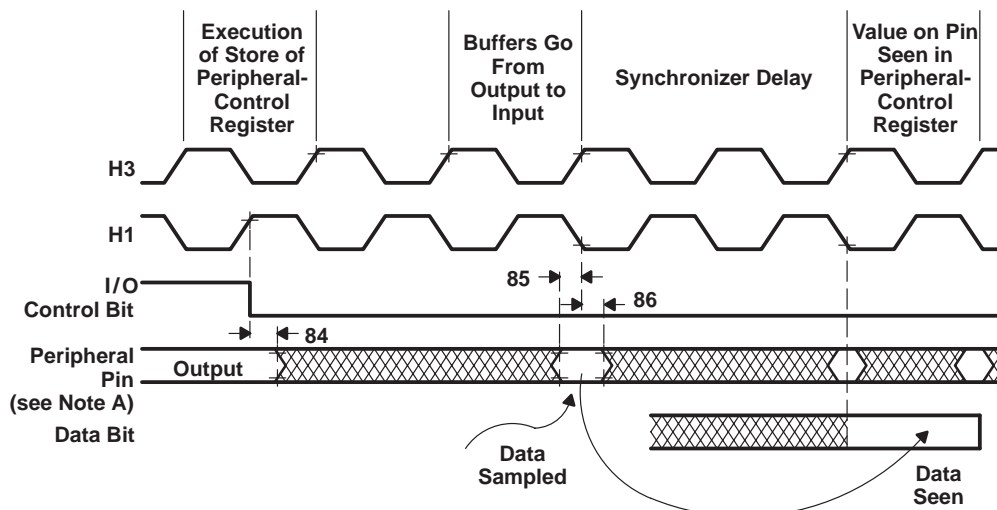 Execution
of Store of
Peripheral-
Control
Register
Buffers Go
From
Output to
Input
Synchronizer Delay
Value on Pin
Seen in
Peripheral-
Control
Register
H3
H1
I/O
Control Bit
85
86
84
Peripheral
Pin
(see Note A)
Output
Data Bit
Data
Sampled
Data
Seen